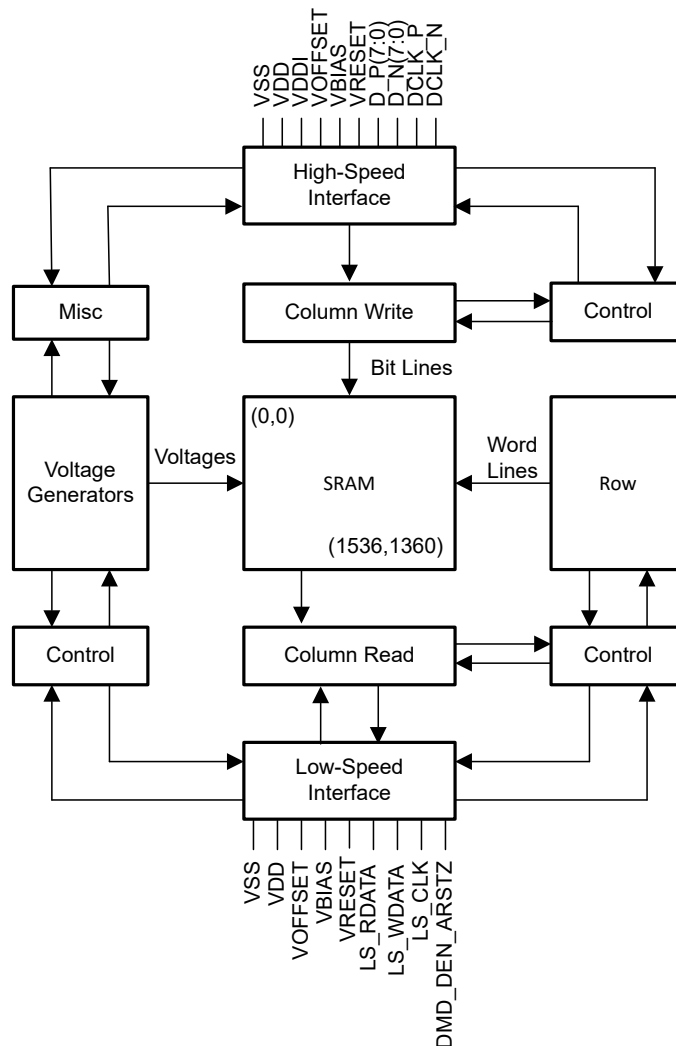 VSS
VDD
VDDI
VOFFSET
VBIAS
VRESET
D_P(7:0)
D_N(7:0)
DCLK_P
DCLK_N
High-Speed
Interface
Misc
Column Write
Control
Bit Lines
(0,0)
Voltage
Generators
Voltages
SRAM
Word
Lines
Row
(1536,1360)
Control
Column Read
Control
Low-Speed
Interface
VSS
VDD
VOFFSET
VBIAS
VRESET
LS_RDATA
LS_WDATA
LS_CLK
DMD_DEN_ARSTZ